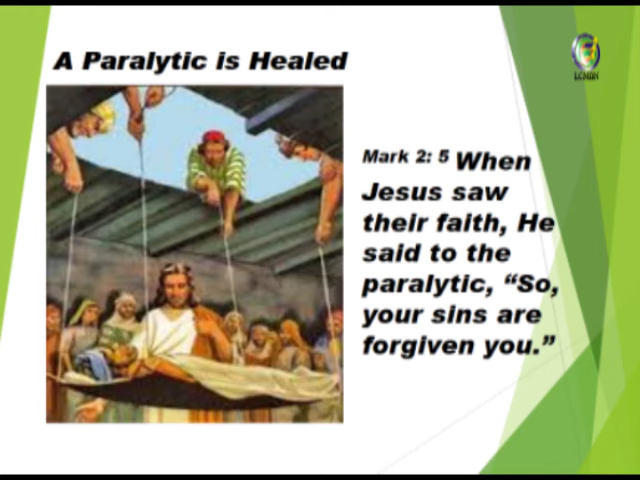 A Paralytic is Healed
Mark 2: 5 When
Jesus saw
their faith, He
said to the
paralytic, “So,
your sins are
forgiven you.”